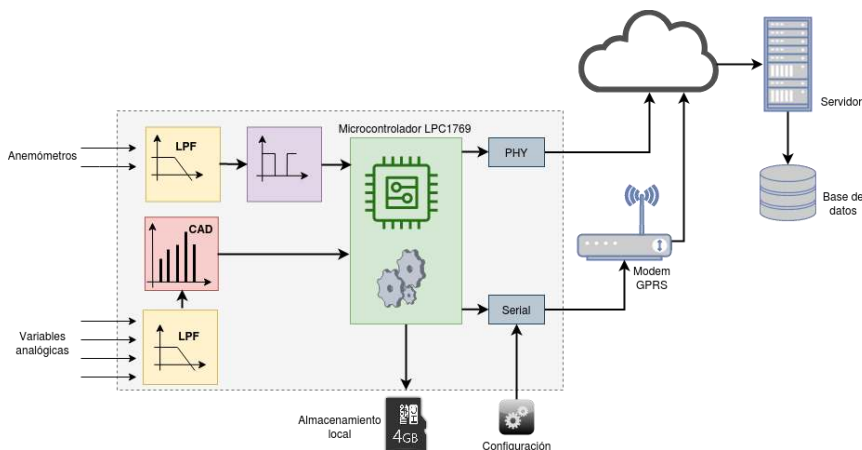 Servidor
Microcontrolador LPC1769
LPF
PHY
Anemómetros
Base de
datos
CAD
Modem
GPRS
LPF
Serial
Variables
analógicas
Almacenamiento
local
HC
4GB
Configuración